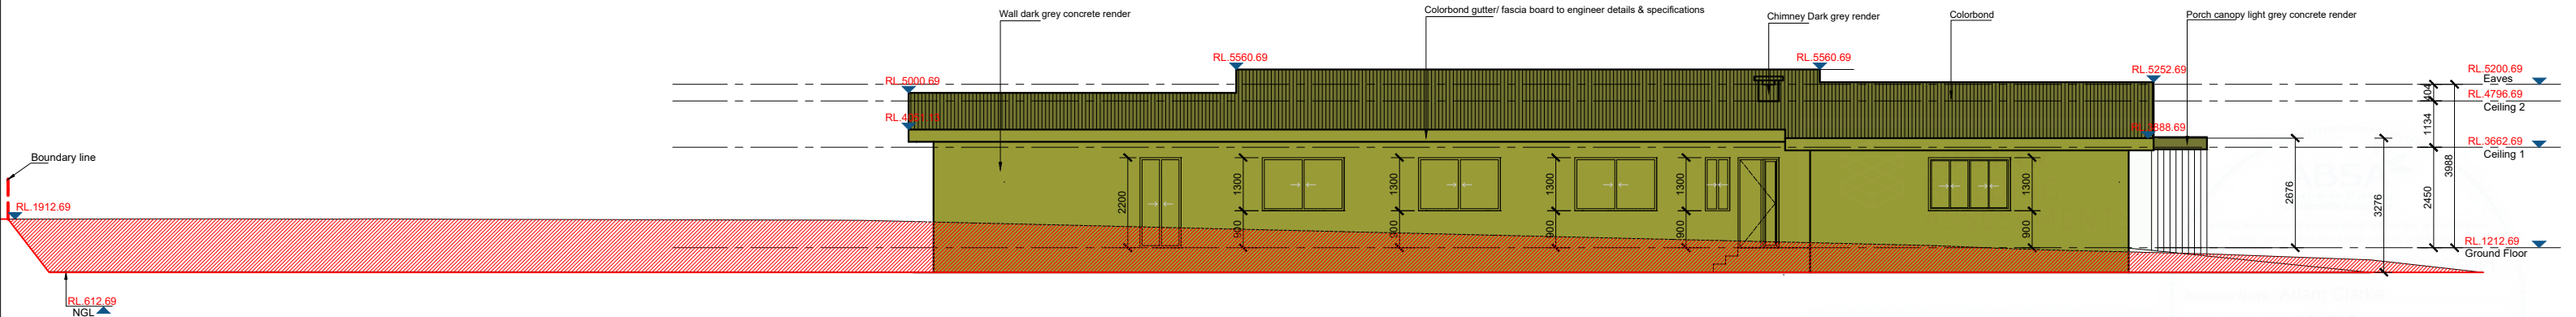 Wall dark grey concrete render
Colorbond gutter/ fascia board to engineer details & specifications
Chimney Dark grey render
Colorbond
Porch canopy light grey concrete render
RL.5560.69
RL.5560.69
RL.5000.69
RL.5252.69
RL.5200.69
Eaves
RL.4796.69
Ceiling 2
404
1134
RL.3662.69
Ceiling 1
3988
2450
3276
2676
Boundary line
RL.1912.69
2200
1300
900
1300
900
1300
900
1300
900
1300
900
RL.1212.69
Ground Floor
RL.612.69
NGL